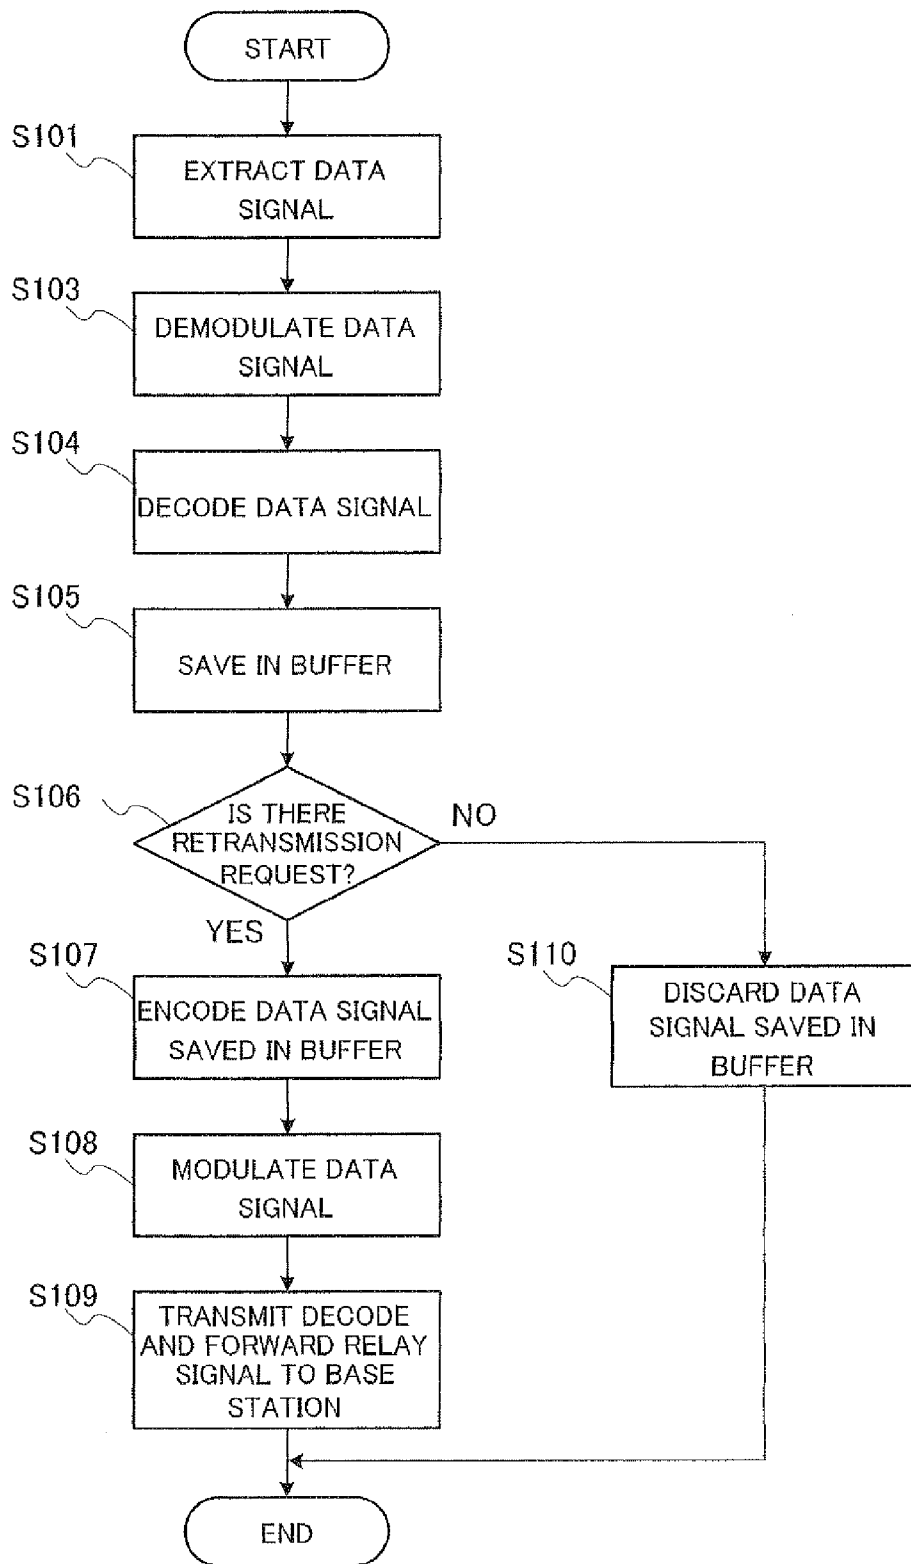 START
S101
EXTRACT DATA
SIGNAL
S103
DEMODULATE DATA
SIGNAL
S104
DECODE DATA SIGNAL
S105
SAVE IN BUFFER
S106
IS THERE
RETRANSMISSION
REQUEST?
NO
YES
S107
ENCODE DATA SIGNAL
SAVED IN BUFFER
S110
DISCARD DATA
SIGNAL SAVED IN
BUFFER
S108
MODULATE DATA
SIGNAL
S109
TRANSMIT DECODE
AND FORWARD RELAY
SIGNAL TO BASE
STATION
END